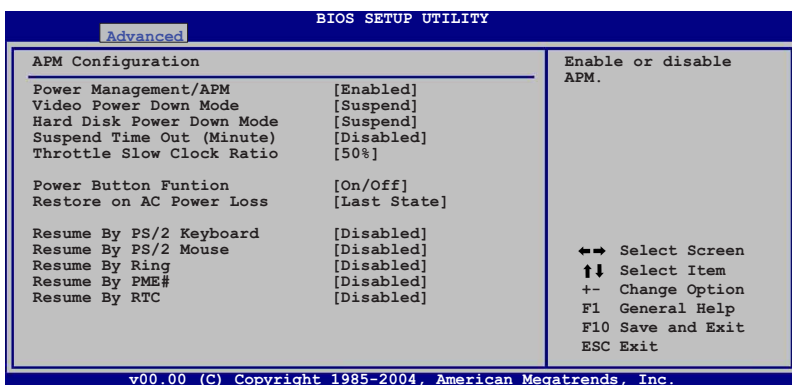 BIOS SETUP UTILITY
Advanced
APM Configuration
Power Management/APM [Enabled]
Video Power Down Mode [Suspend]
Hard Disk Power Down Mode [Suspend]
Suspend Time Out (Minute) [Disabled]
Throttle Slow Clock Ratio [50%]
Power Button Funtion [On/Off]
Restore on AC Power Loss [Last State]
Resume By PS/2 Keyboard [Disabled]
Resume By PS/2 Mouse [Disabled]
Resume By Ring [Disabled]
Resume By PME# [Disabled]
Resume By RTC [Disabled]
Enable or disable
APM.
←→ Select Screen
↑↓ Select Item
+- Change Option
F1 General Help
F10 Save and Exit
ESC Exit
v00.00 (C) Copyright 1985-2004, American Megatrends, Inc.